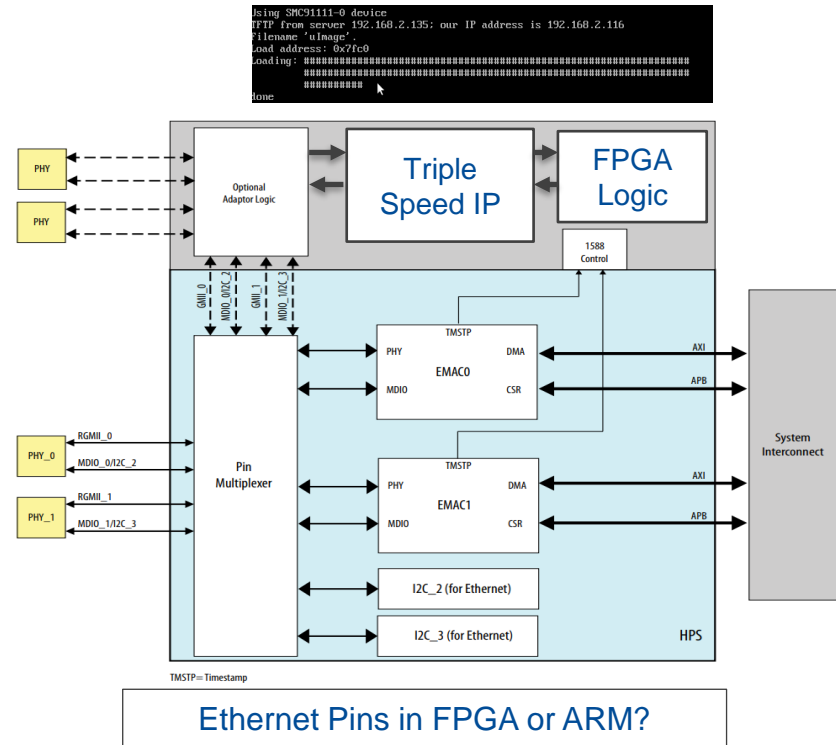 Using SMC91111-0 device
TFTP from server 192.168.2.135; our IP address is 192.168.2.116
Filename 'uImage'.
Load address: 0x7fc0
Loading: #################################################################
#################################################################
##########
done
PHY
PHY
Optional
Adaptor Logic
Triple
Speed IP
FPGA
Logic
1588
Control
GMII_0
MDIO_0/I2C_2
GMII_1
MDIO_1/I2C_3
TMSTP
PHY
DMA
EMAC0
MDIO
CSR
AXI
APB
System
Interconnect
PHY_0
RGMII_0
MDIO_0/I2C_2
PHY_1
RGMII_1
MDIO_1/I2C_3
Pin
Multiplexer
TMSTP
PHY
DMA
EMAC1
MDIO
CSR
AXI
APB
I2C_2 (for Ethernet)
I2C_3 (for Ethernet)
HPS
TMSTP=Timestamp
Ethernet Pins in FPGA or ARM?